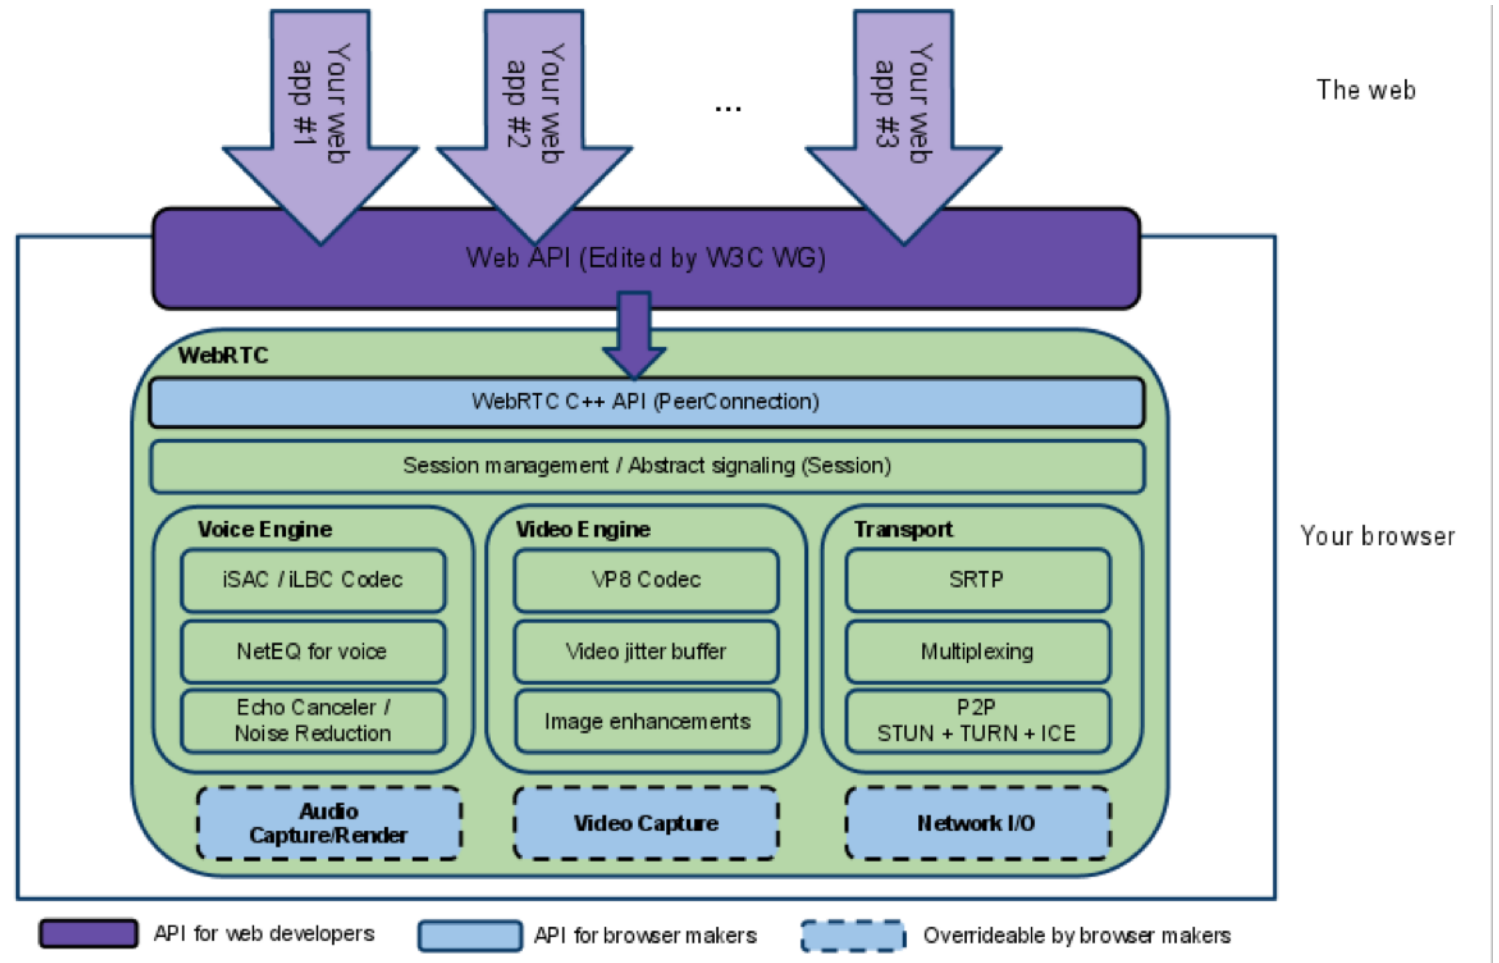 Your web
app #1
Your web
app #2
...
Your web
app #3
The web
Web API (Edited by W3C WG)
WebRTC
WebRTC C++ API (PeerConnection)
Session management / Abstract signaling (Session)
Voice Engine
iSAC / iLBC Codec
NetEQ for voice
Echo Canceler /
Noise Reduction
Video Engine
VP8 Codec
Video jitter buffer
Image enhancements
Transport
SRTP
Multiplexing
P2P
STUN + TURN + ICE
Your browser
Audio
Capture/Render
Video Capture
Network I/O
API for web developers
API for browser makers
Overrideable by browser makers